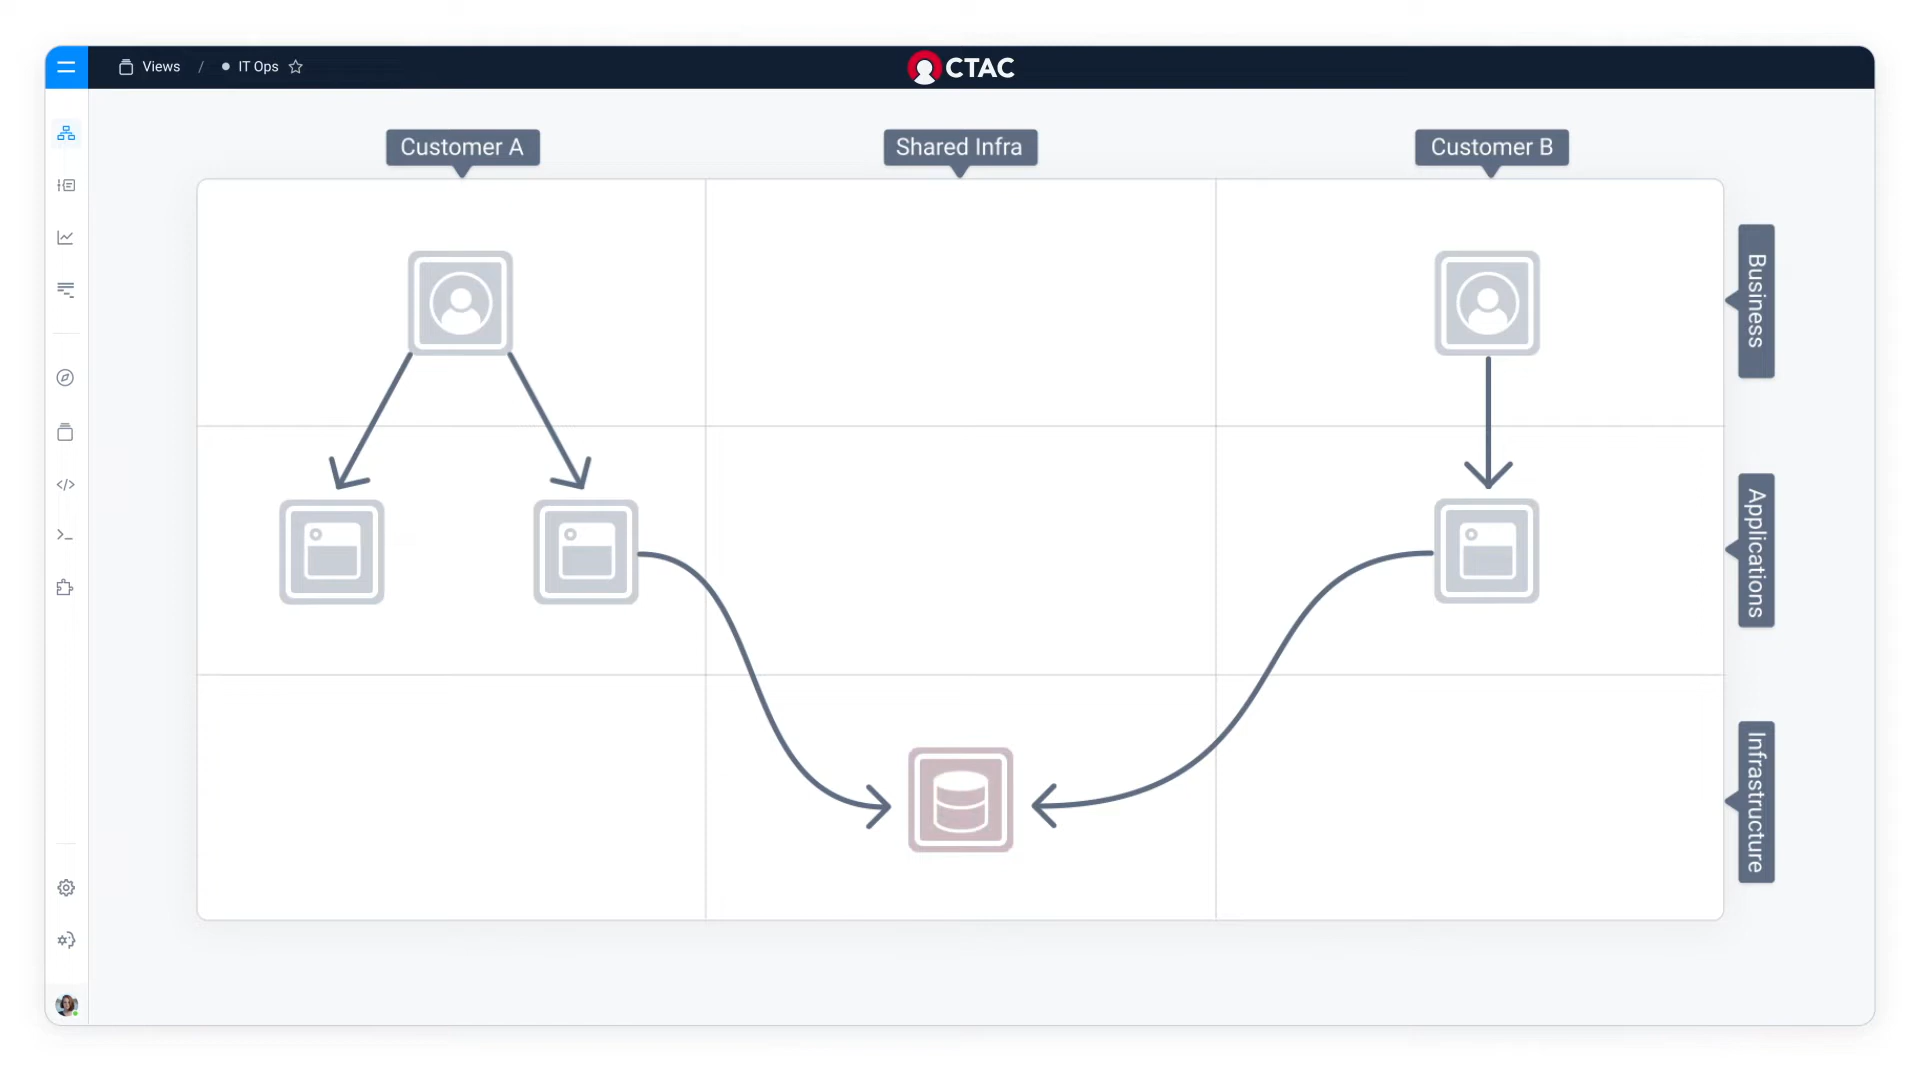 Views / IT Ops
CTAC
Customer A
Shared Infra
Customer B
Business
Applications
Infrastructure